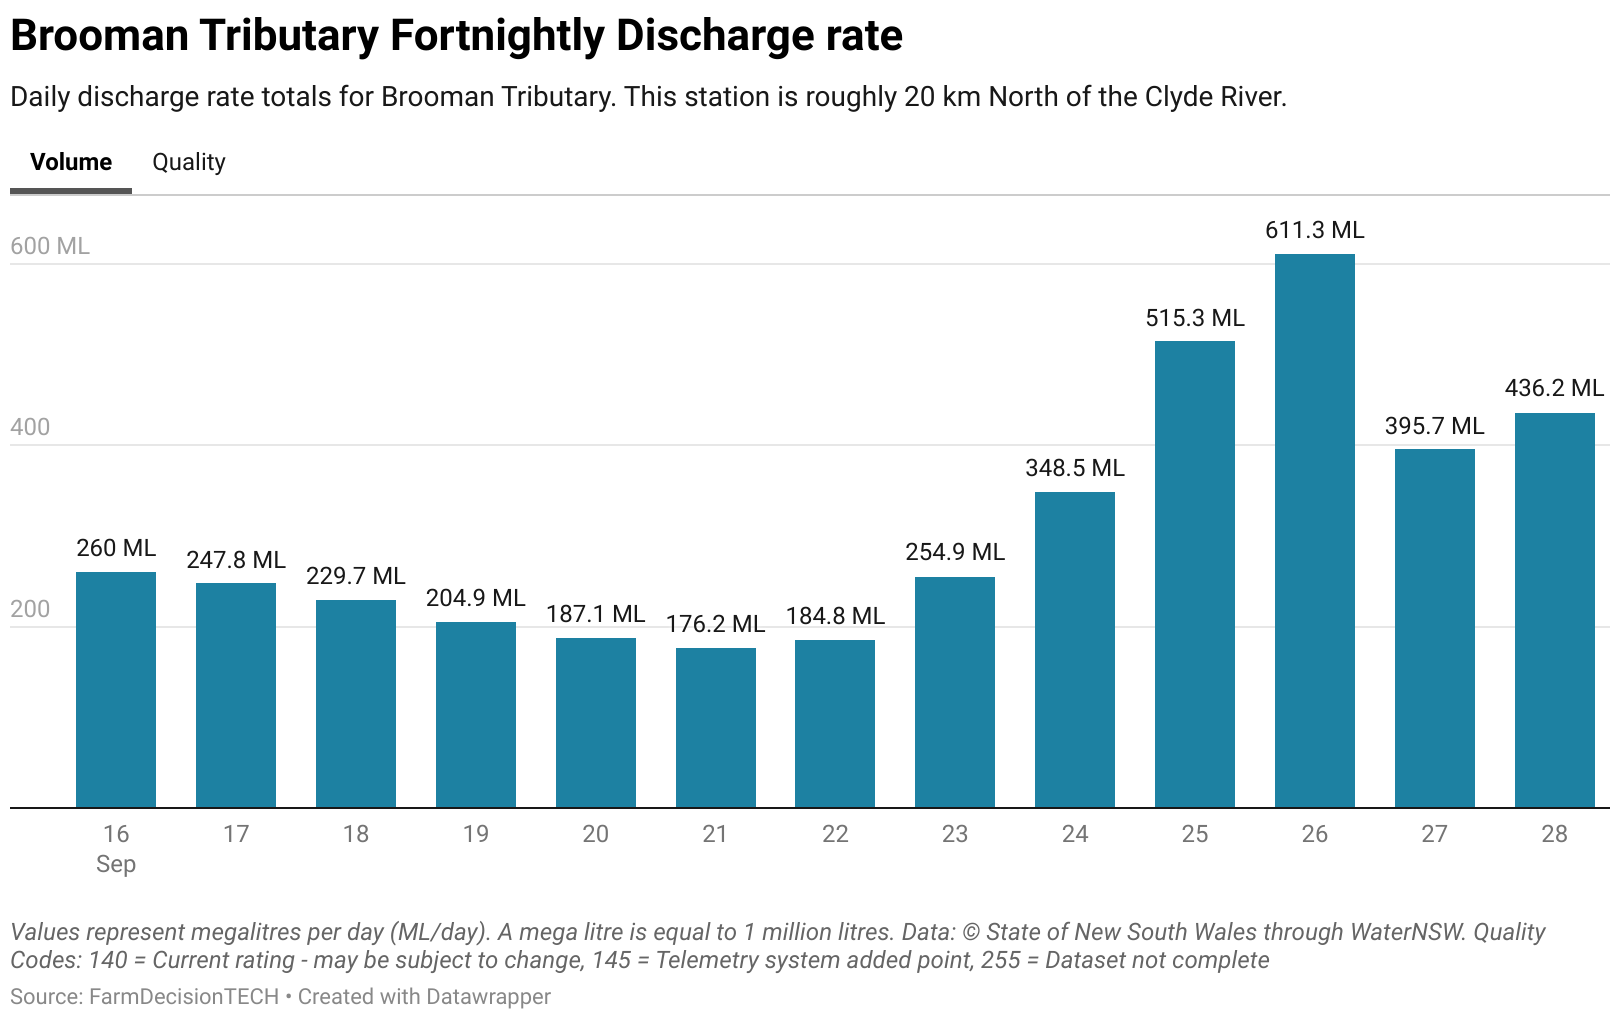 Brooman Tributary Fortnightly Discharge rate
Daily discharge rate totals for Brooman Tributary. This station is roughly 20 km North of the Clyde River.
Volume Quality
600 ML
400
200
260 ML
247.8 ML
229.7 ML
204.9 ML
187.1 ML
176.2 ML
184.8 ML
254.9 ML
348.5 ML
515.3 ML
611.3 ML
395.7 ML
436.2 ML
16 17 18 19 20 21 22 23 24 25 26 27 28
Sep
Values represent megalitres per day (ML/day). A mega litre is equal to 1 million litres. Data: © State of New South Wales through WaterNSW. Quality
Codes: 140 = Current rating - may be subject to change, 145 = Telemetry system added point, 255 = Dataset not complete
Source: FarmDecisionTECH • Created with Datawrapper